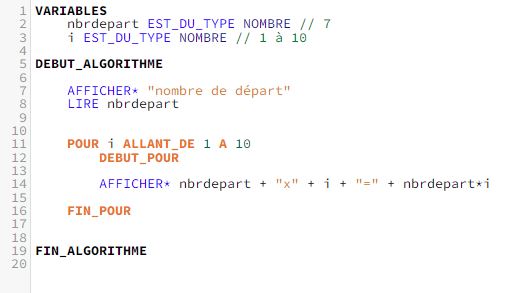 1 VARIABLES
2 nbrdepart EST_DU_TYPE NOMBRE // 7
3 i EST_DU_TYPE NOMBRE // 1 à 10
4
5 DEBUT_ALGORITHME
6
7 AFFICHER* "nombre de départ"
8 LIRE nbrdepart
9
10
11 POUR i ALLANT_DE 1 A 10
12 DEBUT_POUR
13
14 AFFICHER* nbrdepart + "x" + i + "=" + nbrdepart*i
15
16 FIN_POUR
17
18
19 FIN_ALGORITHME
20